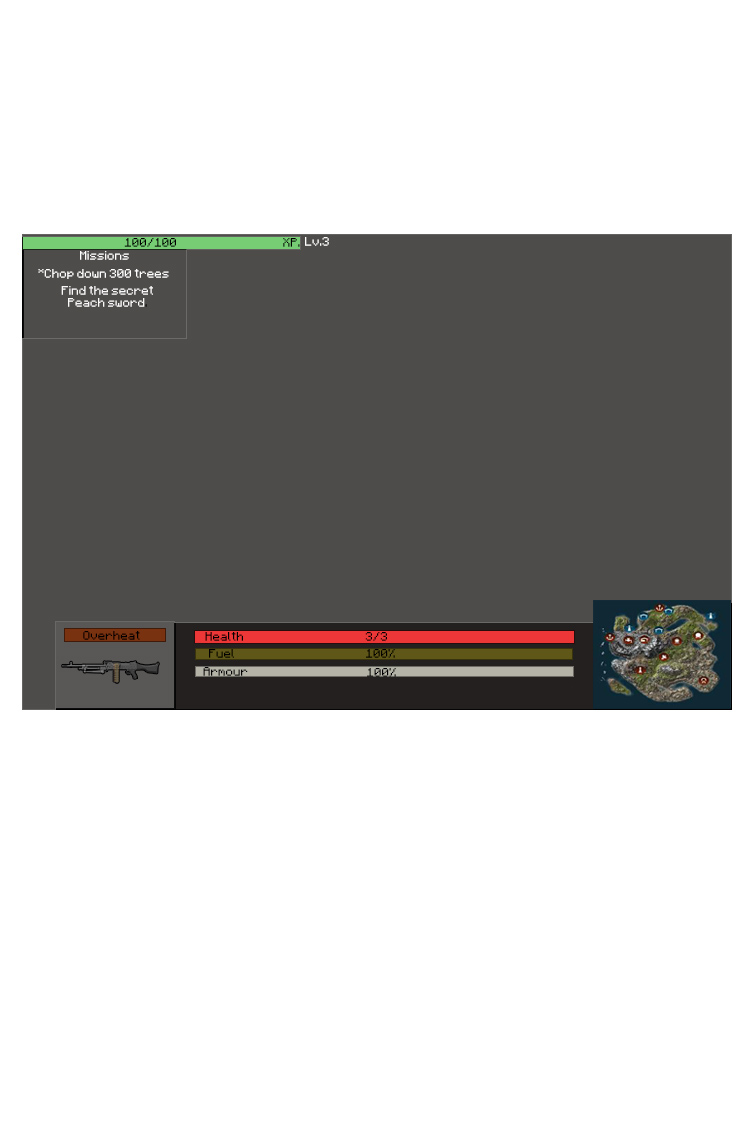 100/100 XP. Lv.3
Missions
*Chop down 300 trees
Find the secret
Peach sword
Overheat
Health 3/3
Fuel 100%
Armour 100%